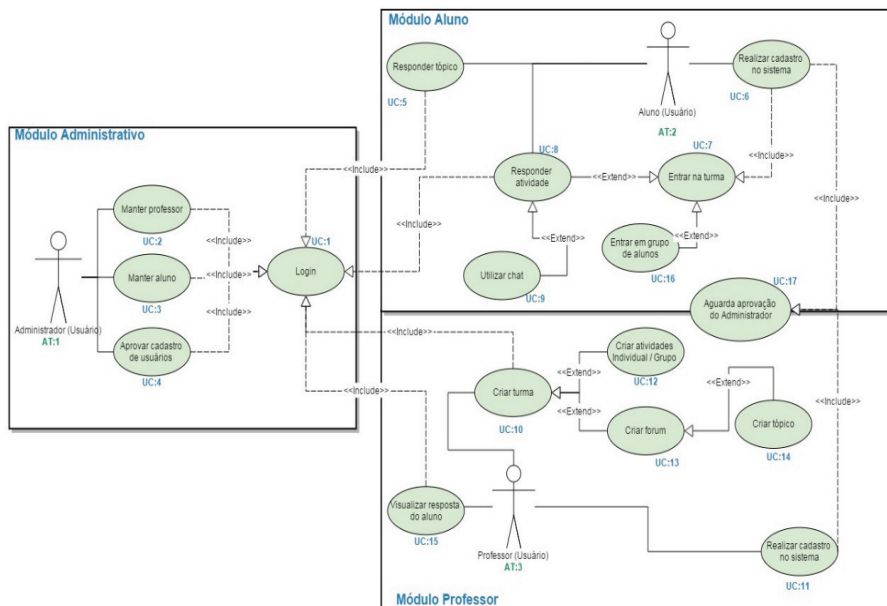 Módulo Aluno
Responder tópico
UC:5
Aluno (Usuário)
AT:2
Realizar cadastro
no sistema
UC:6
Módulo Administrativo
<<Include>>
UC:8
Responder
atividade
<<Extend>>
UC:7
Entrar na turma
<<Include>>
Manter professor
UC:2
<<Include>>
<<Include>>
UC:1
Login
<<Extend>>
Entrar em grupo
de alunos
UC:16
<<Extend>>
Administrador (Usuário)
AT:1
Manter aluno
UC:3
<<Include>>
Utilizar chat
UC:9
UC:17
Aguarda aprovação
do Administrador
Aprovar cadastro
de usuários
UC:4
<<Include>>
<<Include>>
Criar atividades
Individual / Grupo
UC:12
<<Extend>>
<<Extend>>
<<Include>>
<<Include>>
Criar turma
UC:10
<<Extend>>
Criar forum
UC:13
Criar tópico
UC:14
Visualizar resposta
do aluno
UC:15
Professor (Usuário)
AT:3
Realizar cadastro
no sistema
UC:11
Módulo Professor